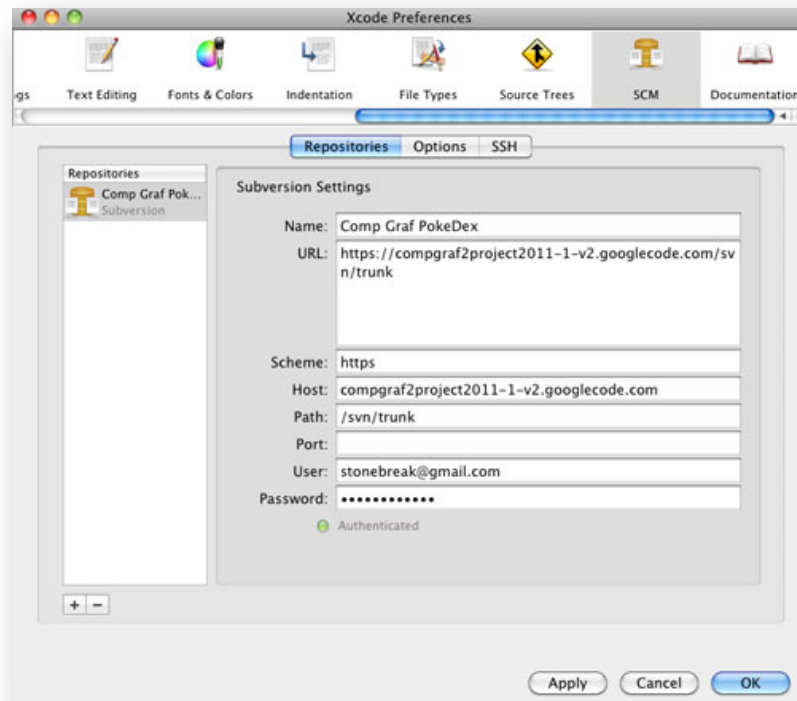 Xcode Preferences
gs Text Editing Fonts & Colors Indentation File Types Source Trees SCM Documentation
Repositories Options SSH
Repositories
Comp Graf Pok...
Subversion
Subversion Settings
Name: Comp Graf PokeDex
URL: https://compgraf2project2011-1-v2.googlecode.com/sv
n/trunk
Scheme: https
Host: compgraf2project2011-1-v2.googlecode.com
Path: /svn/trunk
Port:
User: stonebreak@gmail.com
Password: ••••••••••••
Authenticated
+ −
Apply Cancel OK